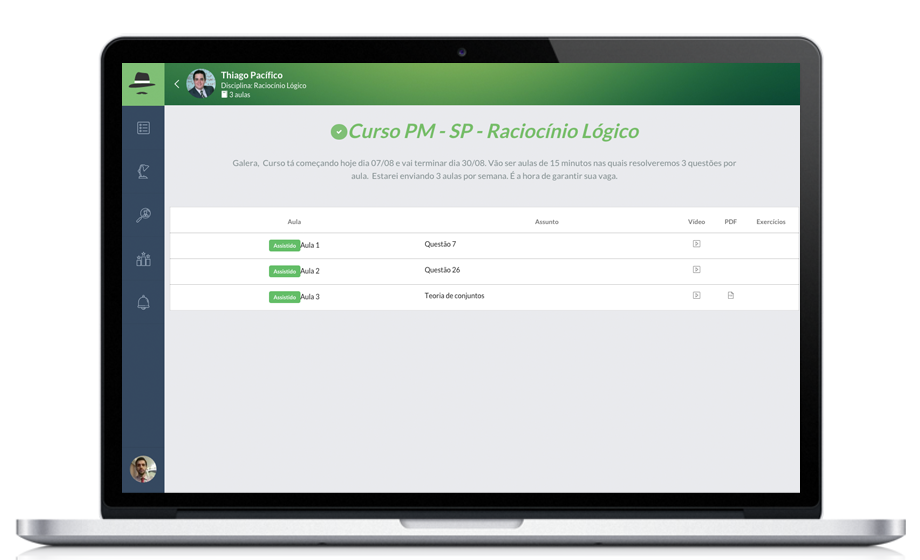 Thiago Pacífico
Disciplina: Raciocínio Lógico
3 aulas
Curso PM - SP - Raciocínio Lógico
Galera, Curso tá começando hoje dia 07/08 e vai terminar dia 30/08. Vão ser aulas de 15 minutos nas quais resolveremos 3 questões por
aula. Estarei enviando 3 aulas por semana. É a hora de garantir sua vaga.
Aula Assunto Vídeo PDF Exercícios
Assistido Aula 1 Questão 7
Assistido Aula 2 Questão 26
Assistido Aula 3 Teoria de conjuntos